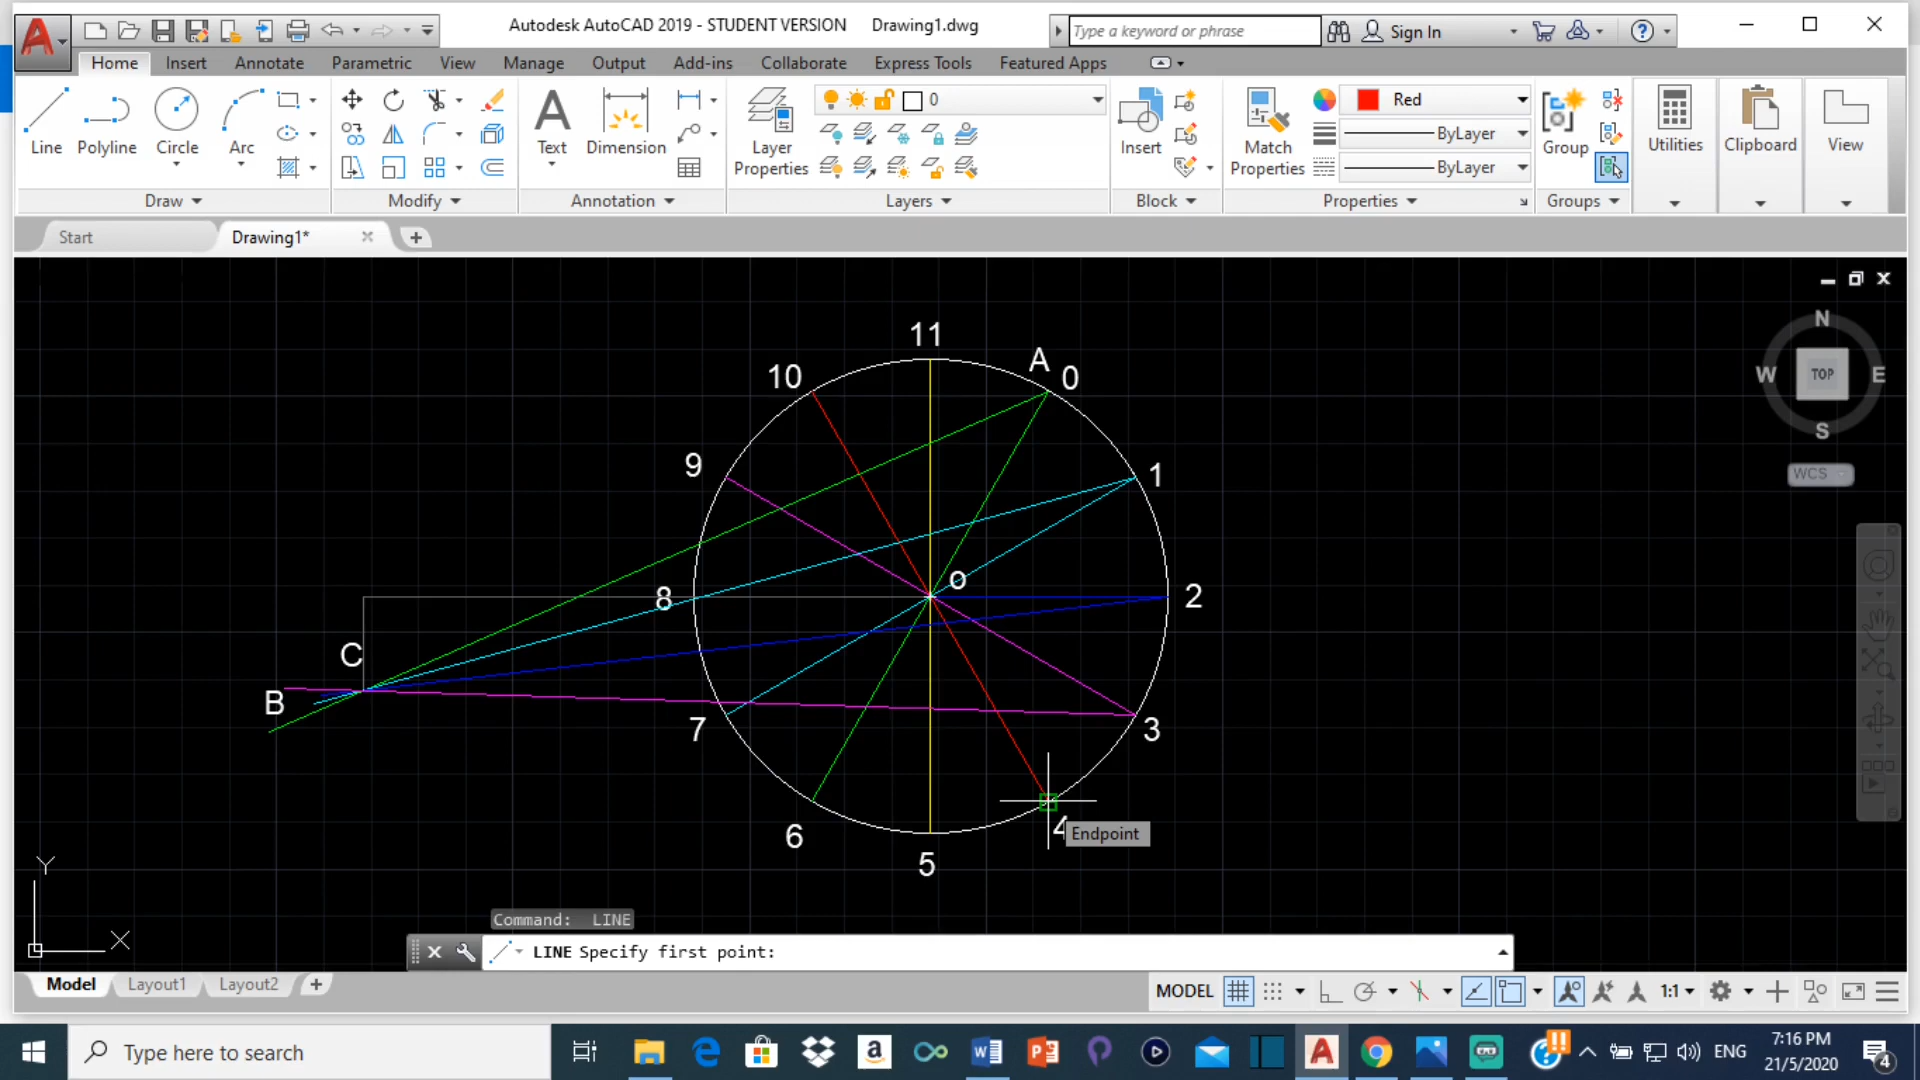 Autodesk AutoCAD 2019 - STUDENT VERSION Drawing1.dwg
Type a keyword or phrase
Sign In
Home Insert Annotate Parametric View Manage Output Add-ins Collaborate Express Tools Featured Apps
0
Red
Line Polyline Circle Arc
Text Dimension
Layer Properties
Insert
Match Properties
ByLayer
ByLayer
Group
Utilities
Clipboard
View
Draw Modify Annotation Layers Block Properties Groups
Start Drawing1*
N
W TOP E
S
WCS
11
10 A 0
9 1
o
8 2
C
B
7 3
6 4 Endpoint
5
Y
X
Command: LINE
LINE Specify first point:
Model Layout1 Layout2
MODEL 1:1
Type here to search
ENG
7:16 PM
21/5/2020
4